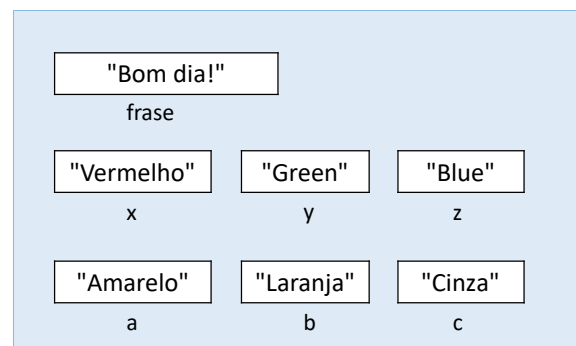 "Bom dia!"
frase
"Vermelho" "Green" "Blue"
x y z
"Amarelo" "Laranja" "Cinza"
a b c